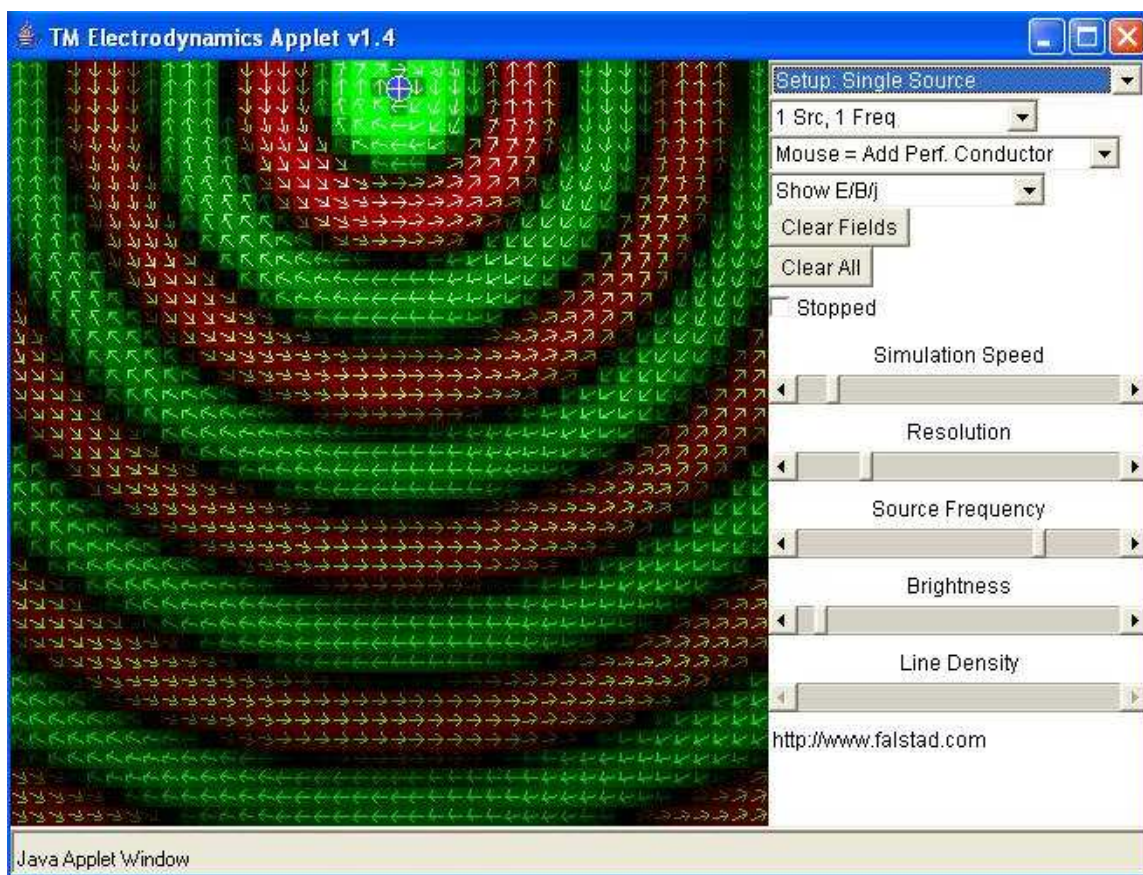 TM Electrodynamics Applet v1.4
Setup: Single Source
1 Src, 1 Freq
Mouse = Add Perf. Conductor
Show E/B/j
Clear Fields
Clear All
Stopped
Simulation Speed
Resolution
Source Frequency
Brightness
Line Density
http://www.falstad.com
Java Applet Window